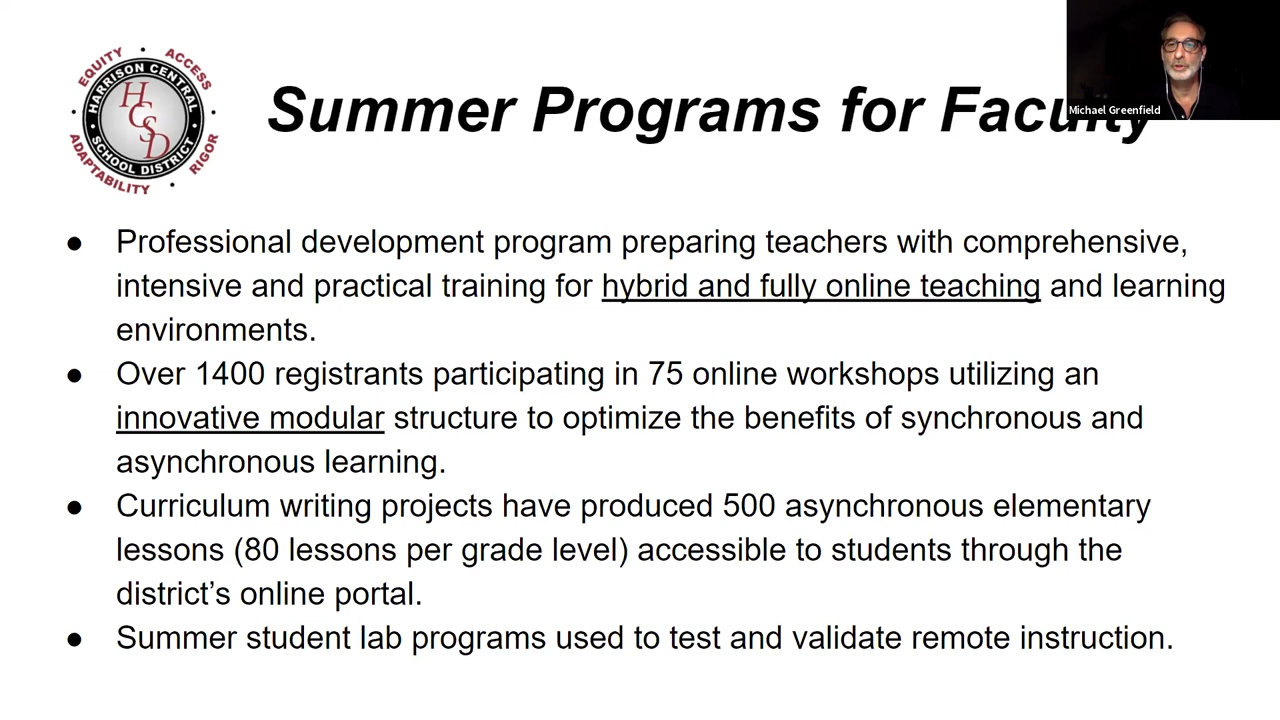 EQUITY • ACCESS
HARRISON CENTRAL
HCSD
SCHOOL DISTRICT
ADAPTABILITY • RIGOR
Summer Programs for Faculty
Michael Greenfield
● Professional development program preparing teachers with comprehensive,
intensive and practical training for hybrid and fully online teaching and learning
environments.
● Over 1400 registrants participating in 75 online workshops utilizing an
innovative modular structure to optimize the benefits of synchronous and
asynchronous learning.
● Curriculum writing projects have produced 500 asynchronous elementary
lessons (80 lessons per grade level) accessible to students through the
district’s online portal.
● Summer student lab programs used to test and validate remote instruction.